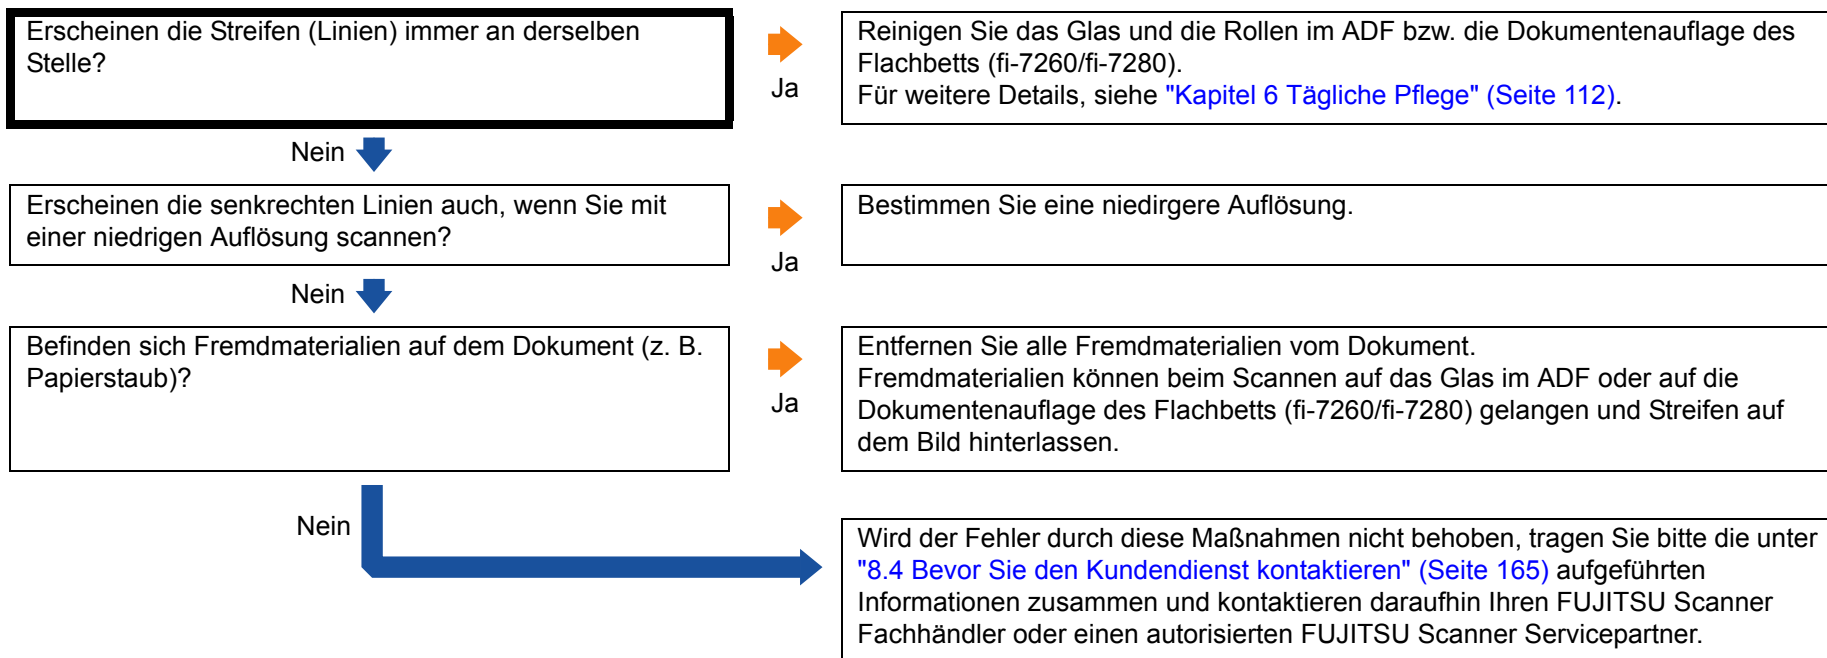 Erscheinen die Streifen (Linien) immer an derselben
Stelle?
Ja
Reinigen Sie das Glas und die Rollen im ADF bzw. die Dokumentenauflage des
Flachbetts (fi-7260/fi-7280).
Für weitere Details, siehe "Kapitel 6 Tägliche Pflege" (Seite 112).
Nein
Erscheinen die senkrechten Linien auch, wenn Sie mit
einer niedrigen Auflösung scannen?
Ja
Bestimmen Sie eine niedirgere Auflösung.
Nein
Befinden sich Fremdmaterialien auf dem Dokument (z. B.
Papierstaub)?
Ja
Entfernen Sie alle Fremdmaterialien vom Dokument.
Fremdmaterialien können beim Scannen auf das Glas im ADF oder auf die
Dokumentenauflage des Flachbetts (fi-7260/fi-7280) gelangen und Streifen auf
dem Bild hinterlassen.
Nein
Wird der Fehler durch diese Maßnahmen nicht behoben, tragen Sie bitte die unter
"8.4 Bevor Sie den Kundendienst kontaktieren" (Seite 165) aufgeführten
Informationen zusammen und kontaktieren daraufhin Ihren FUJITSU Scanner
Fachhändler oder einen autorisierten FUJITSU Scanner Servicepartner.